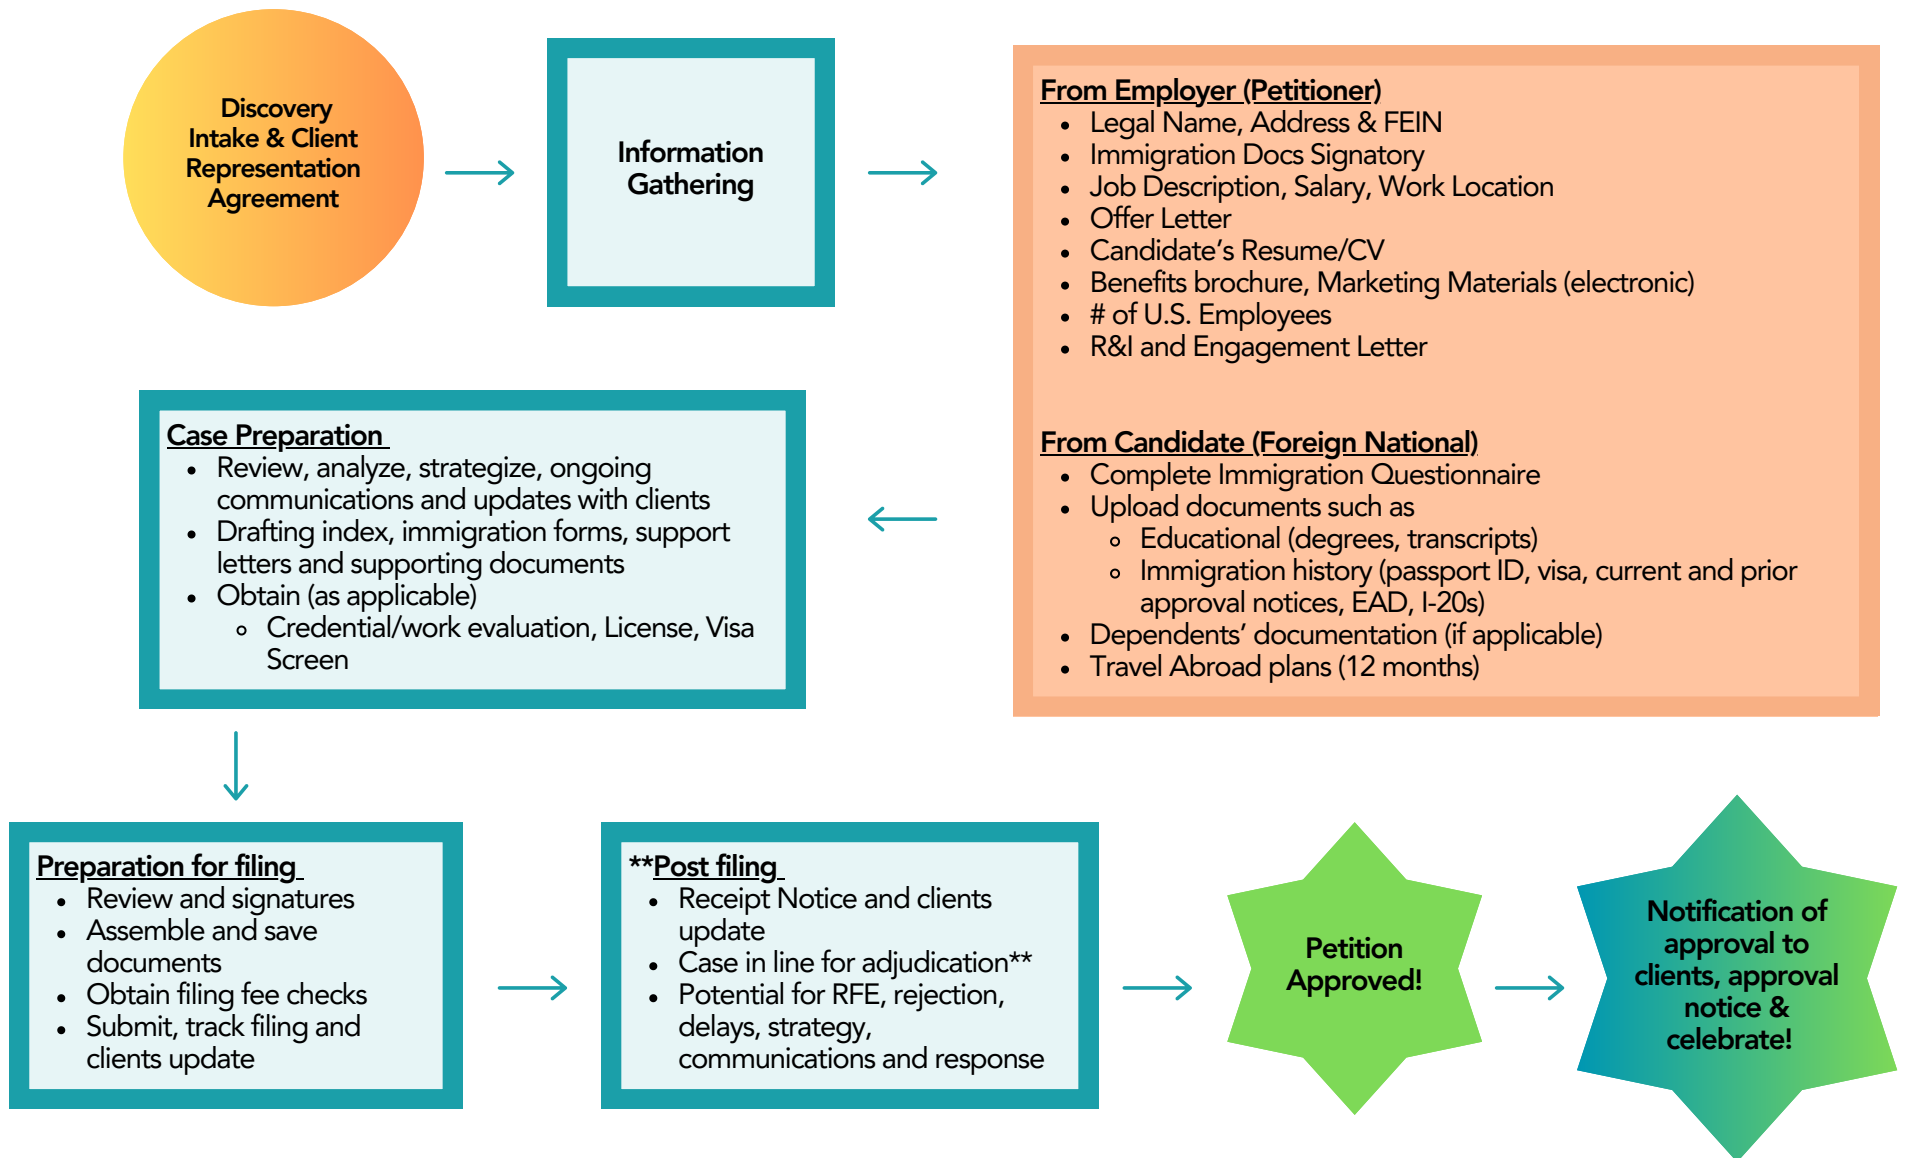 Discovery
Intake & Client
Representation
Agreement
Information
Gathering
From Employer (Petitioner)
• Legal Name, Address & FEIN
• Immigration Docs Signatory
• Job Description, Salary, Work Location
• Offer Letter
• Candidate's Resume/CV
• Benefits brochure, Marketing Materials (electronic)
• # of U.S. Employees
• R&I and Engagement Letter
From Candidate (Foreign National)
• Complete Immigration Questionnaire
• Upload documents such as
◦ Educational (degrees, transcripts)
◦ Immigration history (passport ID, visa, current and prior
approval notices, EAD, I-20s)
• Dependents' documentation (if applicable)
• Travel Abroad plans (12 months)
Case Preparation
• Review, analyze, strategize, ongoing
communications and updates with clients
• Drafting index, immigration forms, support
letters and supporting documents
• Obtain (as applicable)
◦ Credential/work evaluation, License, Visa
Screen
Preparation for filing
• Review and signatures
• Assemble and save
documents
• Obtain filing fee checks
• Submit, track filing and
clients update
**Post filing
• Receipt Notice and clients
update
• Case in line for adjudication**
• Potential for RFE, rejection,
delays, strategy,
communications and response
Petition
Approved!
Notification of
approval to
clients, approval
notice &
celebrate!